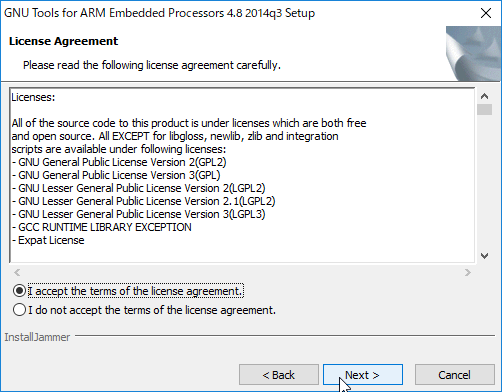 GNU Tools for ARM Embedded Processors 4.8 2014q3 Setup
License Agreement
Please read the following license agreement carefully.
Licenses:
All of the source code to this product is under licenses which are both free
and open source. All EXCEPT for libgloss, newlib, zlib and integration
scripts are available under following licenses:
- GNU General Public License Version 2(GPL2)
- GNU General Public License Version 3(GPL)
- GNU Lesser General Public License Version 2(LGPL2)
- GNU Lesser General Public License Version 2.1(LGPL2)
- GNU Lesser General Public License Version 3(LGPL3)
- GCC RUNTIME LIBRARY EXCEPTION
- Expat License
I accept the terms of the license agreement.
I do not accept the terms of the license agreement.
InstallJammer
< Back
Next >
Cancel